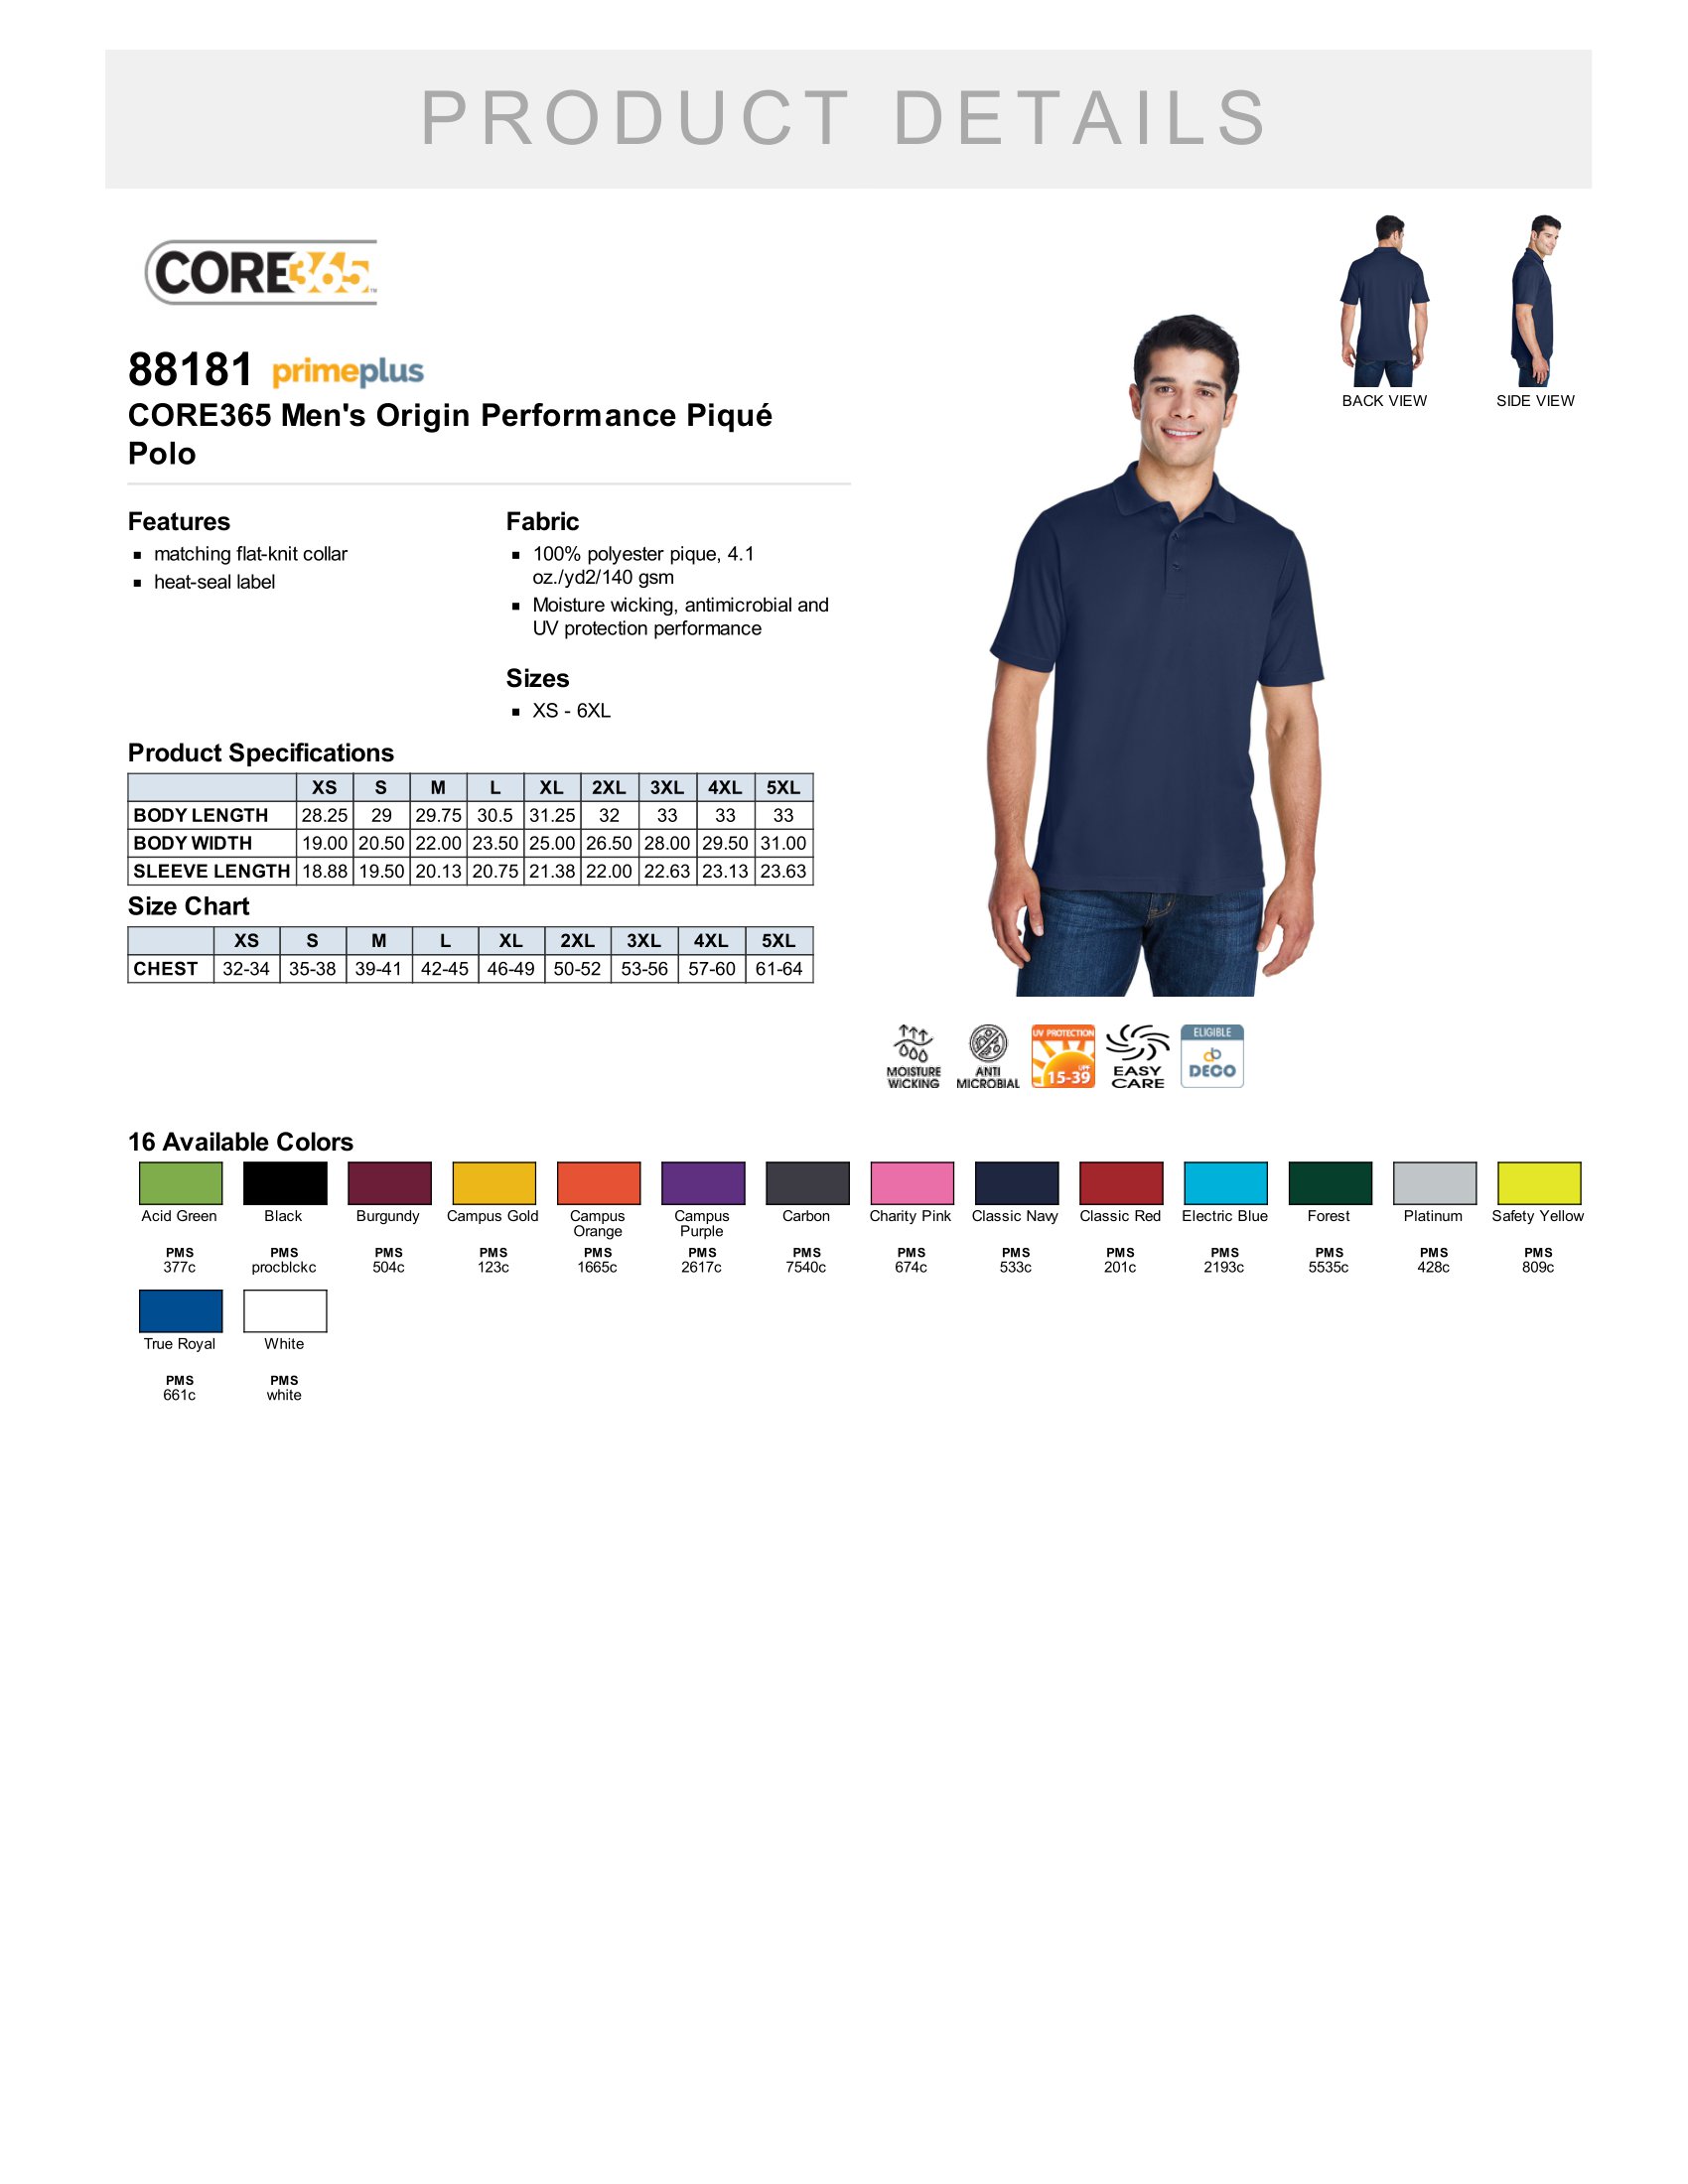 PRODUCT DETAILS
CORE365™
BACK VIEW
SIDE VIEW
88181 primeplus
CORE365 Men's Origin Performance Piqué
Polo
Features
matching flat-knit collar
heat-seal label
Fabric
100% polyester pique, 4.1
oz./yd2/140 gsm
Moisture wicking, antimicrobial and
UV protection performance
Sizes
XS - 6XL
Product Specifications
XS S M L XL 2XL 3XL 4XL 5XL
BODY LENGTH 28.25 29 29.75 30.5 31.25 32 33 33 33
BODY WIDTH 19.00 20.50 22.00 23.50 25.00 26.50 28.00 29.50 31.00
SLEEVE LENGTH 18.88 19.50 20.13 20.75 21.38 22.00 22.63 23.13 23.63
Size Chart
XS S M L XL 2XL 3XL 4XL 5XL
CHEST 32-34 35-38 39-41 42-45 46-49 50-52 53-56 57-60 61-64
MOISTURE
WICKING
ANTI
MICROBIAL
UV PROTECTION
UPF
15-39
EASY
CARE
ELIGIBLE
ab
DECO
16 Available Colors
Acid Green Black Burgundy Campus Gold Campus Orange Campus Purple Carbon Charity Pink Classic Navy Classic Red Electric Blue Forest Platinum Safety Yellow
PMS PMS PMS PMS PMS PMS PMS PMS PMS PMS PMS PMS PMS PMS
377c procblckc 504c 123c 1665c 2617c 7540c 674c 533c 201c 2193c 5535c 428c 809c
True Royal White
PMS PMS
661c white